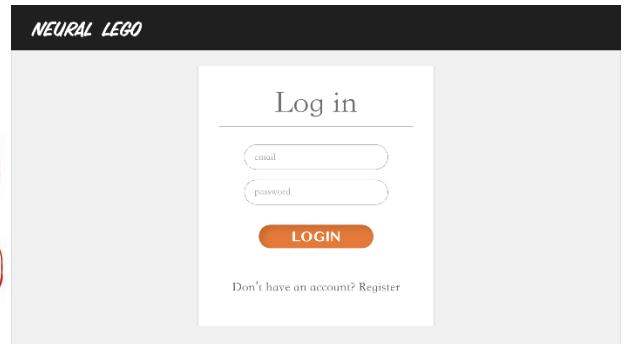 NEURAL LEGO
Log in
email
password
LOGIN
Don't have an account? Register